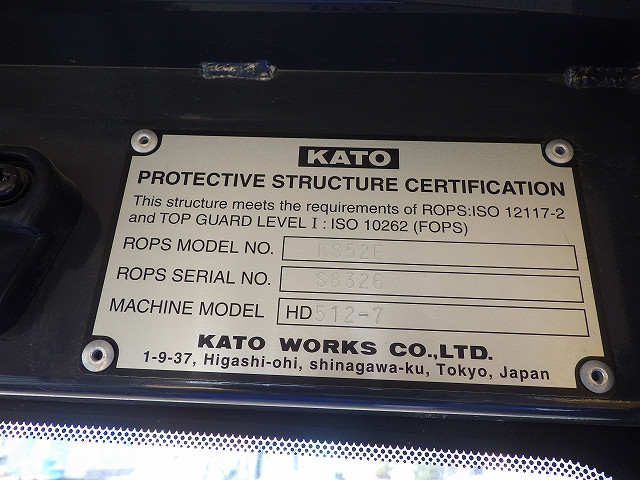 KATO
PROTECTIVE STRUCTURE CERTIFICATION
This structure meets the requirements of ROPS:ISO 12117-2
and TOP GUARD LEVEL I : ISO 10262 (FOPS)
ROPS MODEL NO. KS52E
ROPS SERIAL NO. S8326
MACHINE MODEL HD512-7
KATO WORKS CO.,LTD.
1-9-37, Higashi-ohi, shinagawa-ku, Tokyo, Japan